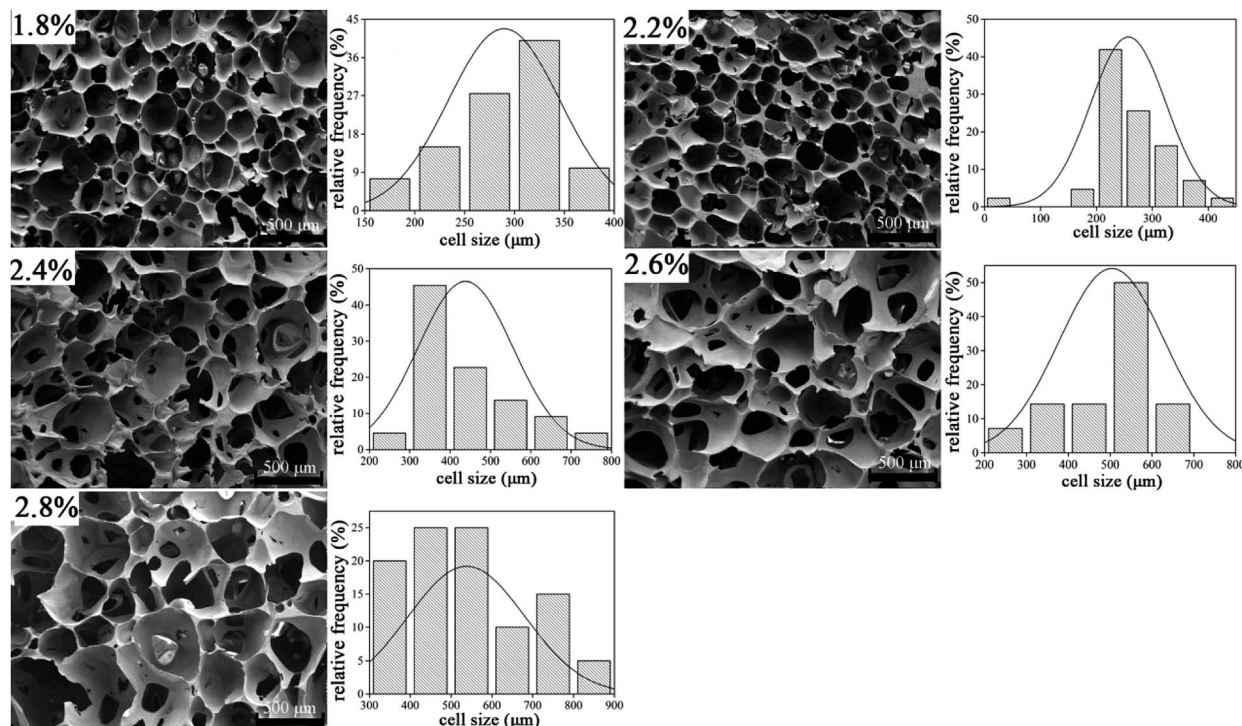 1.8%
500 µm
45
36
27
18
9
0
relative frequency (%)
150 200 250 300 350 400
cell size (µm)
2.2%
500 µm
50
40
30
20
10
0
relative frequency (%)
0 100 200 300 400
cell size (µm)
2.4%
500 µm
50
40
30
20
10
0
relative frequency (%)
200 300 400 500 600 700 800
cell size (µm)
2.6%
500 µm
50
40
30
20
10
0
relative frequency (%)
200 300 400 500 600 700 800
cell size (µm)
2.8%
500 µm
25
20
15
10
5
0
relative frequency (%)
300 400 500 600 700 800 900
cell size (µm)